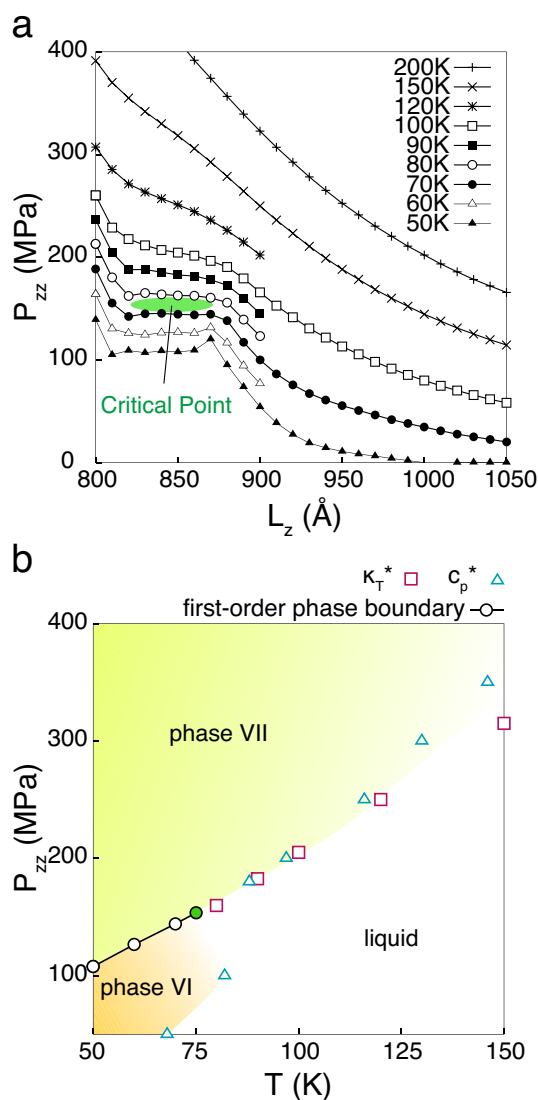 a
400
300
200
100
0
P_zz (MPa)
200K
150K
120K
100K
90K
80K
70K
60K
50K
Critical Point
800 850 900 950 1000 1050
L_z (Å)
b
κ_T* c_p*
first-order phase boundary
400
300
200
100
P_zz (MPa)
phase VII
liquid
phase VI
50 75 100 125 150
T (K)